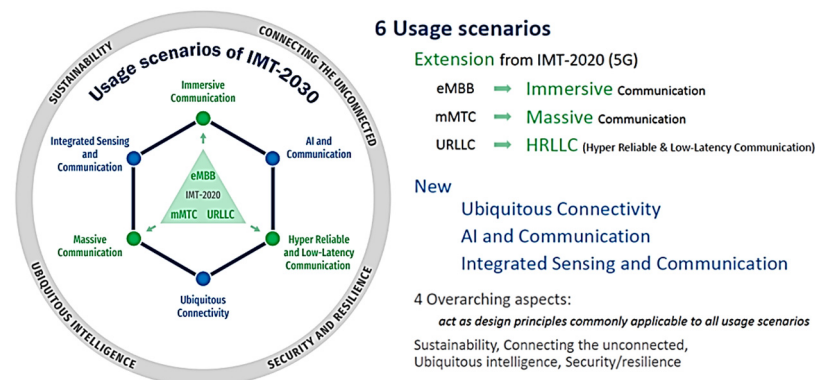 SUSTAINABILITY
CONNECTING THE UNCONNECTED
Usage scenarios of IMT-2030
Immersive
Communication
Integrated Sensing
and
Communication
AI and
Communication
eMBB
IMT-2020
mMTC URLLC
Massive
Communication
Hyper Reliable
and Low-Latency
Communication
Ubiquitous
Connectivity
UBIQUITOUS INTELLIGENCE
SECURITY AND RESILIENCE
6 Usage scenarios
Extension from IMT-2020 (5G)
eMBB ⇒ Immersive Communication
mMTC ⇒ Massive Communication
URLLC ⇒ HRLLC (Hyper Reliable & Low-Latency Communication)
New
Ubiquitous Connectivity
AI and Communication
Integrated Sensing and Communication
4 Overarching aspects:
act as design principles commonly applicable to all usage scenarios
Sustainability, Connecting the unconnected,
Ubiquitous intelligence, Security/resilience